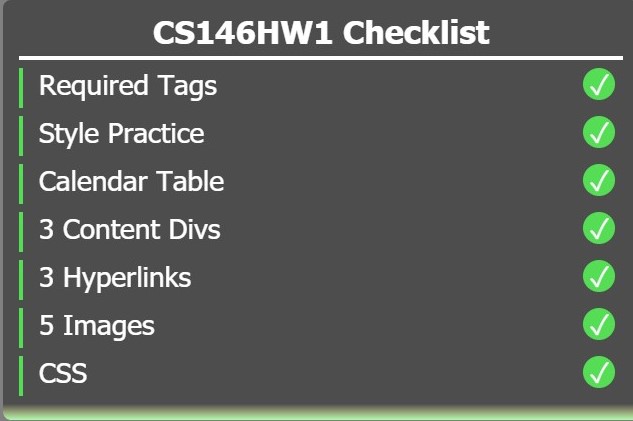 CS146HW1 Checklist
Required Tags
Style Practice
Calendar Table
3 Content Divs
3 Hyperlinks
5 Images
CSS